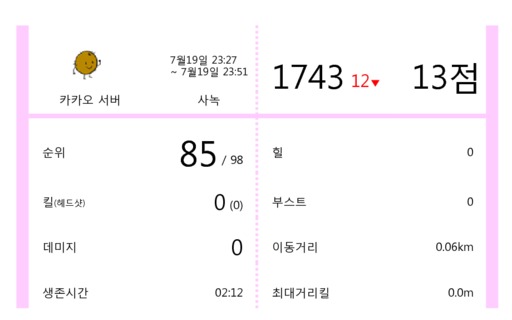 7월19일 23:27
~ 7월19일 23:51
카카오 서버
사녹
1743 12▼ 13점
순위 85 / 98
힐 0
킬(헤드샷) 0 (0)
부스트 0
데미지 0
이동거리 0.06km
생존시간 02:12
최대거리킬 0.0m